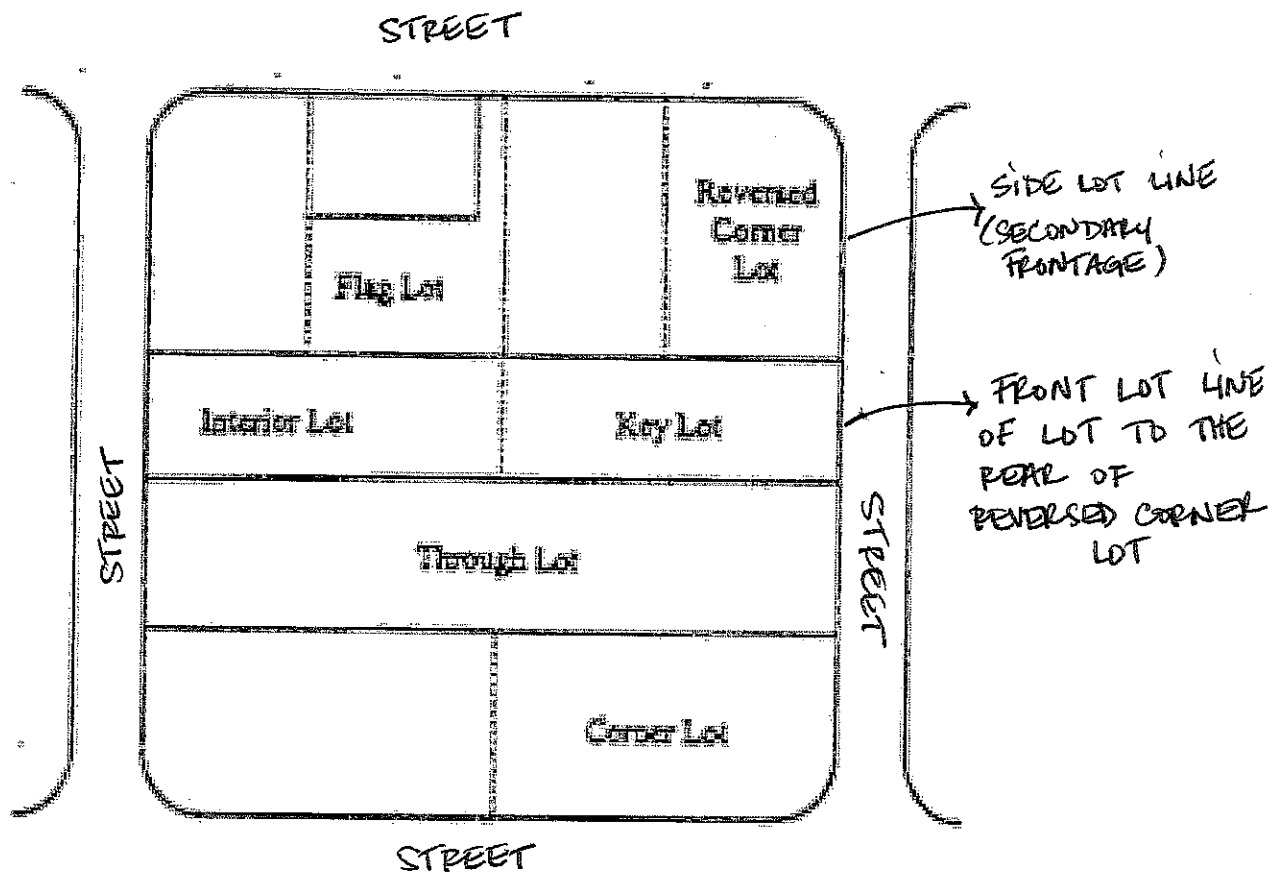 STREET
Reversed
Corner
Lot
SIDE LOT LINE
(SECONDARY
FRONTAGE)
Flag Lot
Interior Lot
Key Lot
FRONT LOT LINE
OF LOT TO THE
REAR OF
REVERSED CORNER
LOT
STREET
Through Lot
STREET
Corner Lot
STREET